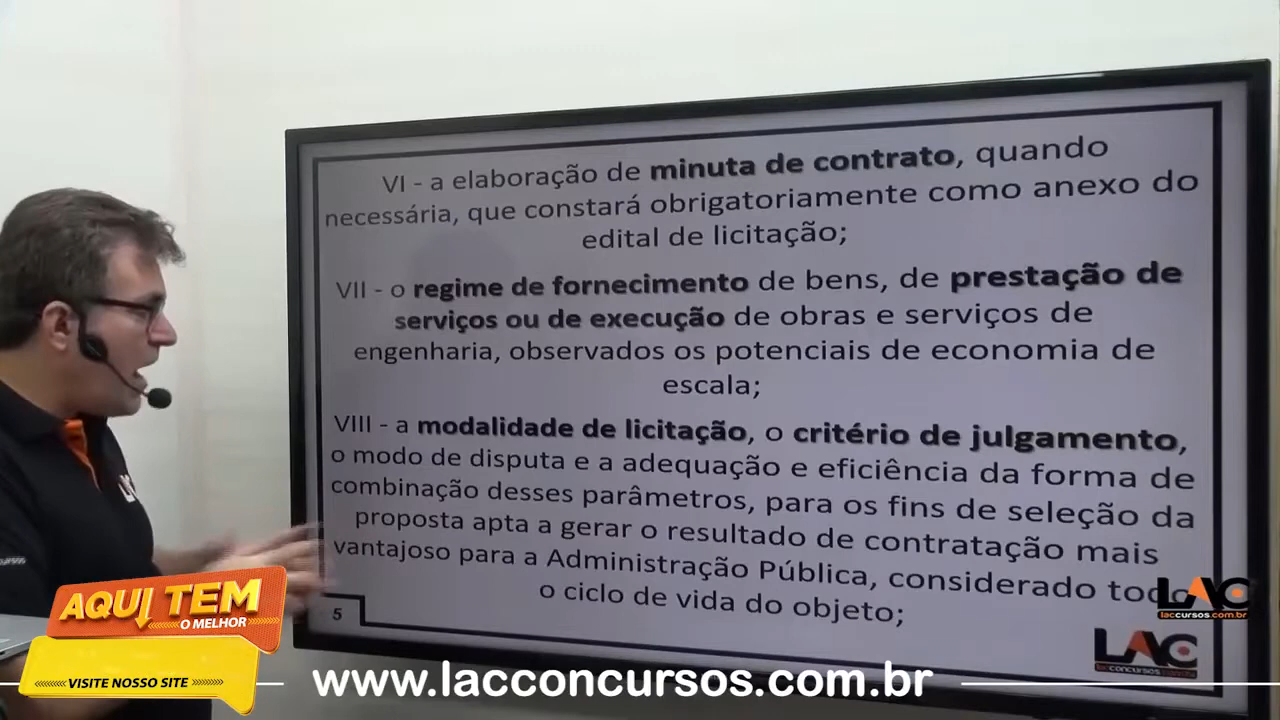 VI - a elaboração de minuta de contrato, quando
necessária, que constará obrigatoriamente como anexo do
edital de licitação;
VII - o regime de fornecimento de bens, de prestação de
serviços ou de execução de obras e serviços de
engenharia, observados os potenciais de economia de
escala;
VIII - a modalidade de licitação, o critério de julgamento,
o modo de disputa e a adequação e eficiência da forma de
combinação desses parâmetros, para os fins de seleção da
proposta apta a gerar o resultado de contratação mais
vantajoso para a Administração Pública, considerado todo
o ciclo de vida do objeto;
5
LAC
laccursos.com.br
LAC
AQUI TEM
O MELHOR
VISITE NOSSO SITE
www.lacconcursos.com.br